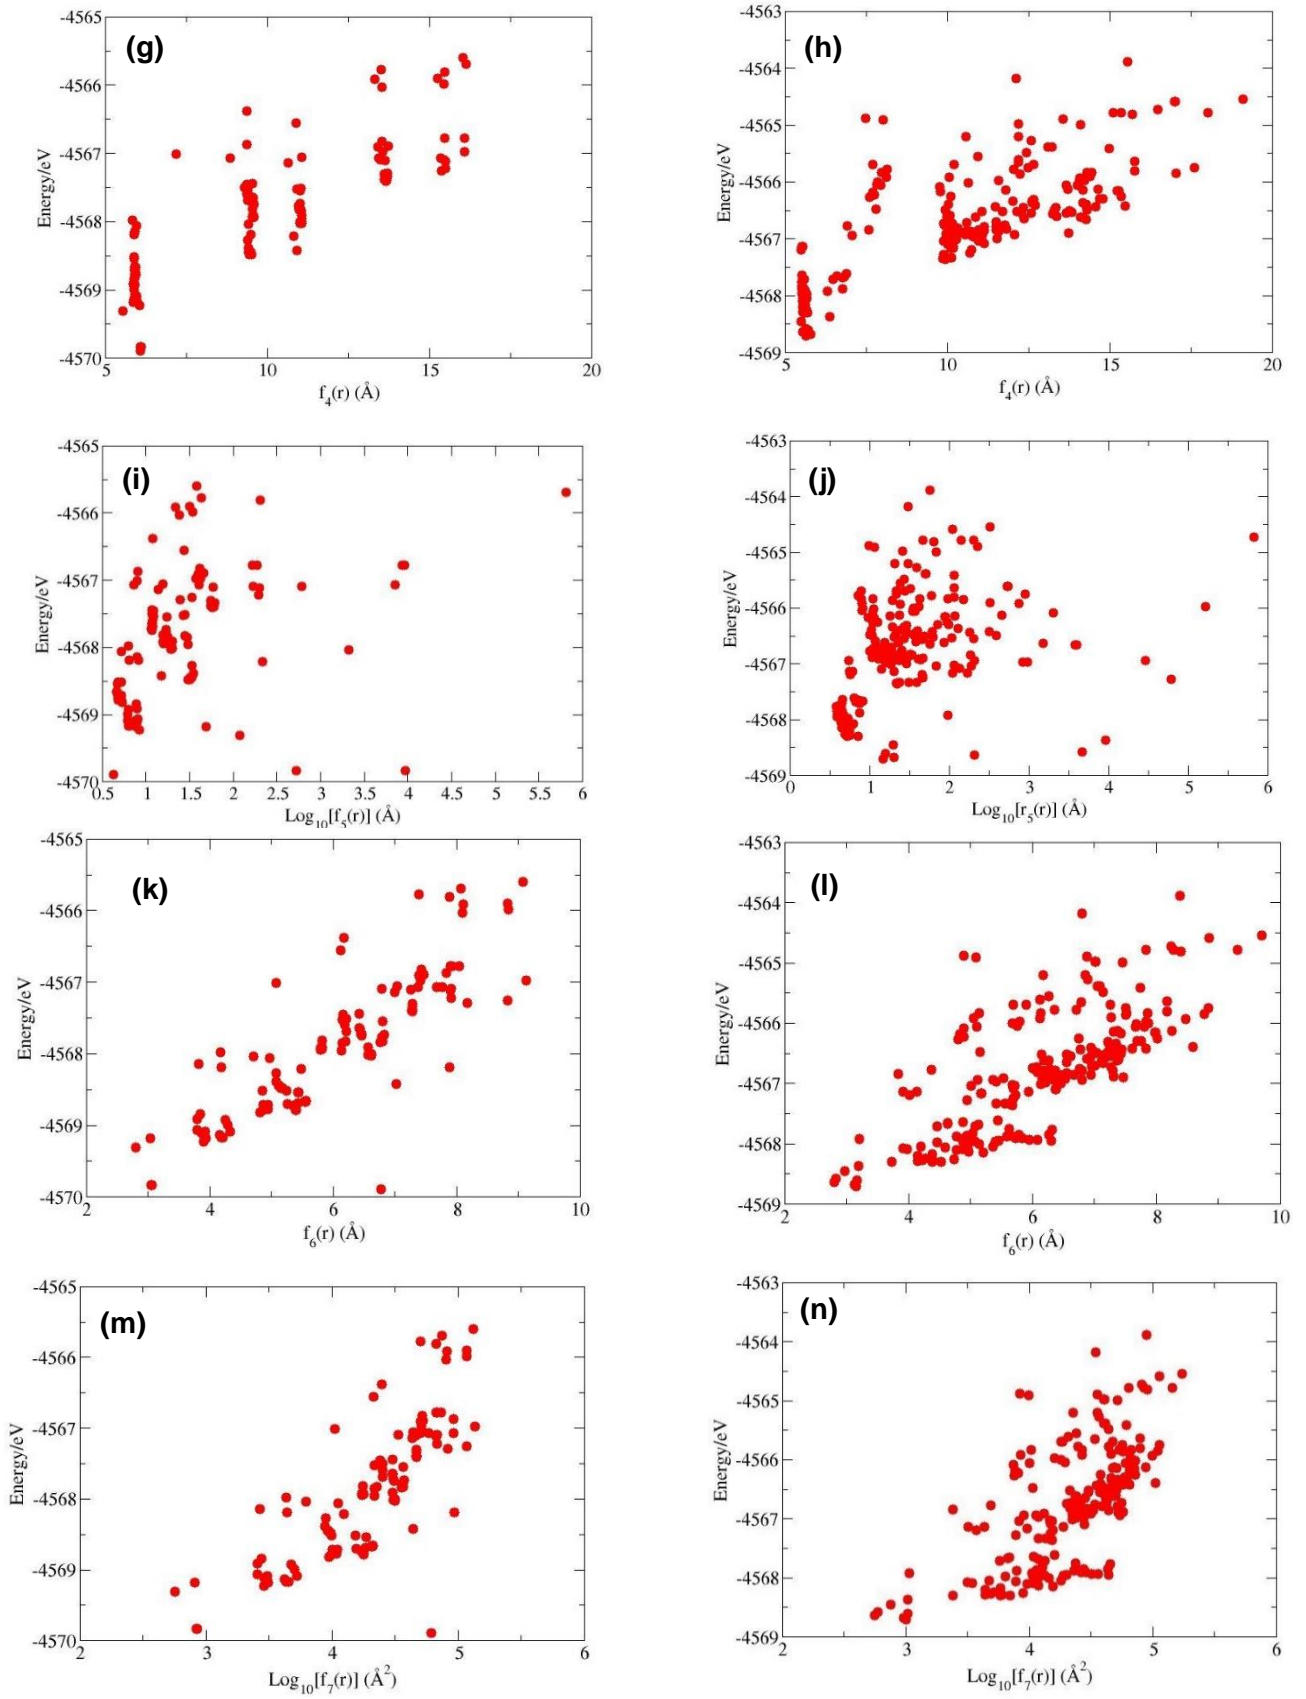 (g)
-4565
-4566
-4567
-4568
-4569
-4570
Energy/eV
5 10 15 20
f4(r) (Å)
(h)
-4563
-4564
-4565
-4566
-4567
-4568
-4569
Energy/eV
5 10 15 20
f4(r) (Å)
(i)
-4565
-4566
-4567
-4568
-4569
-4570
Energy/eV
0.5 1 1.5 2 2.5 3 3.5 4 4.5 5 5.5 6
Log10[f5(r)] (Å)
(j)
-4563
-4564
-4565
-4566
-4567
-4568
-4569
Energy/eV
0 1 2 3 4 5 6
Log10[r5(r)] (Å)
(k)
-4565
-4566
-4567
-4568
-4569
-4570
Energy/eV
2 4 6 8 10
f6(r) (Å)
(l)
-4563
-4564
-4565
-4566
-4567
-4568
-4569
Energy/eV
2 4 6 8 10
f6(r) (Å)
(m)
-4565
-4566
-4567
-4568
-4569
-4570
Energy/eV
2 3 4 5 6
Log10[f7(r)] (Å2)
(n)
-4563
-4564
-4565
-4566
-4567
-4568
-4569
Energy/eV
2 3 4 5 6
Log10[f7(r)] (Å2)